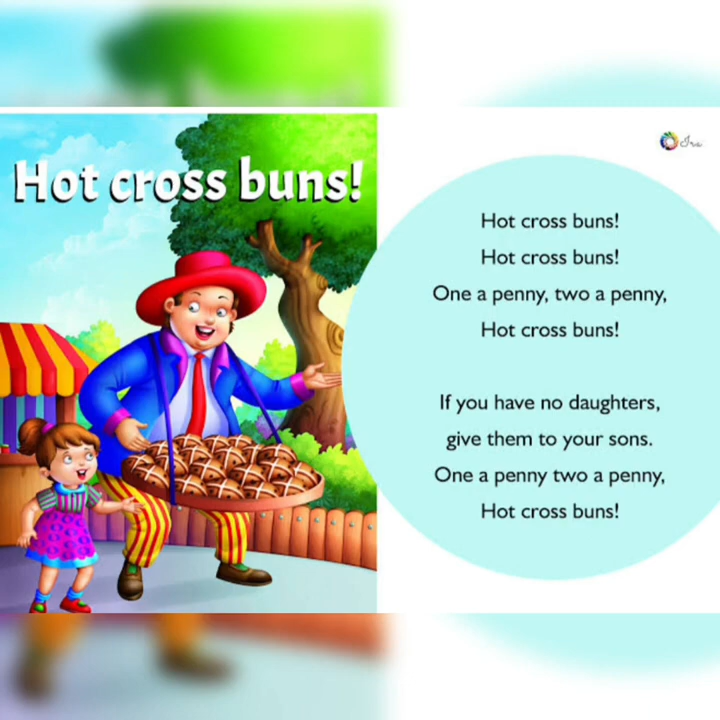 Hot cross buns!
Ira
Hot cross buns!
Hot cross buns!
One a penny, two a penny,
Hot cross buns!
If you have no daughters,
give them to your sons.
One a penny two a penny,
Hot cross buns!